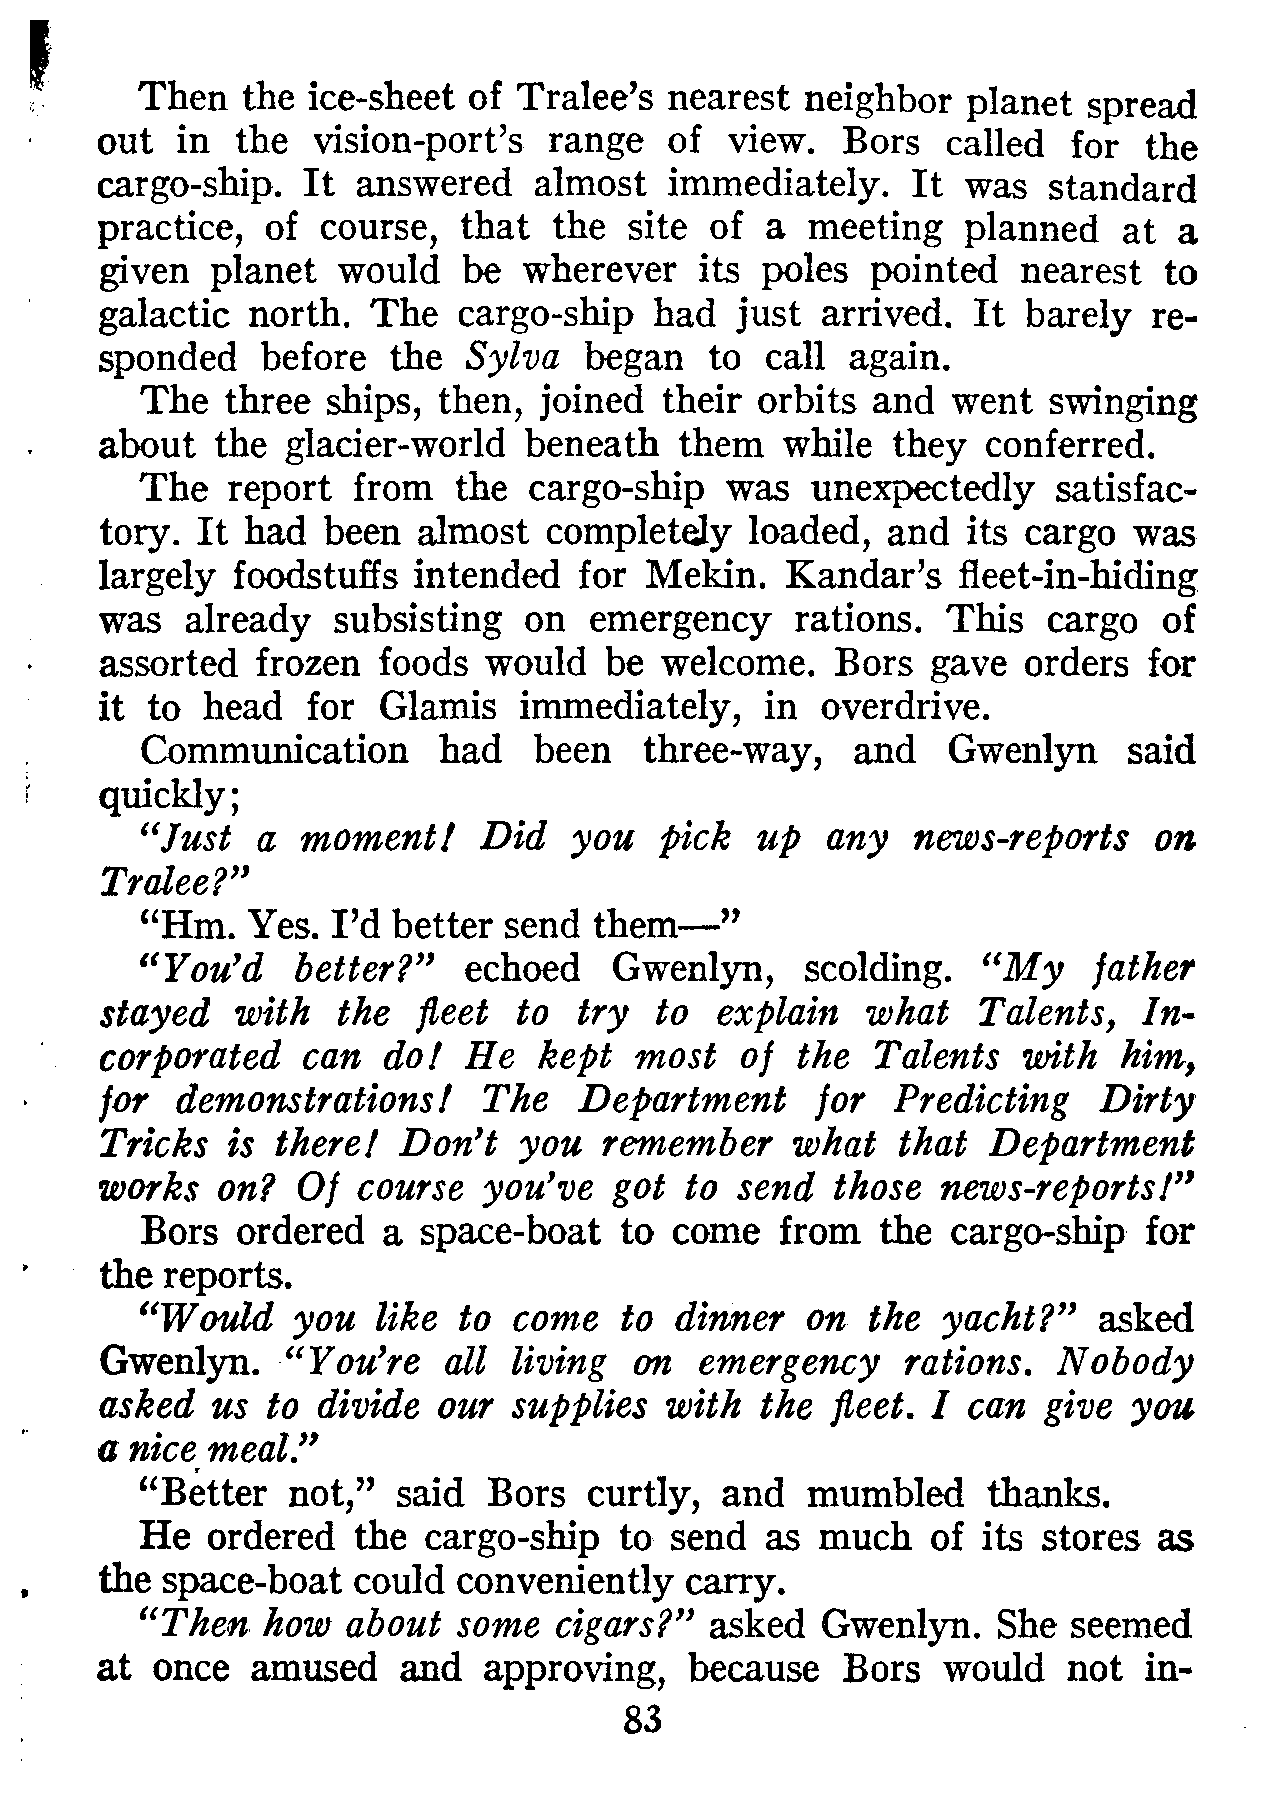 Then the ice-sheet of Tralee's nearest neighbor planet spread
out in the vision-port's range of view. Bors called for the
cargo-ship. It answered almost immediately. It was standard
practice, of course, that the site of a meeting planned at a
given planet would be wherever its poles pointed nearest to
galactic north. The cargo-ship had just arrived. It barely re-
sponded before the Sylva began to call again.
The three ships, then, joined their orbits and went swinging
about the glacier-world beneath them while they conferred.
The report from the cargo-ship was unexpectedly satisfac-
tory. It had been almost completely loaded, and its cargo was
largely foodstuffs intended for Mekin. Kandar's fleet-in-hiding
was already subsisting on emergency rations. This cargo of
assorted frozen foods would be welcome. Bors gave orders for
it to head for Glamis immediately, in overdrive.
Communication had been three-way, and Gwenlyn said
quickly;
"Just a moment! Did you pick up any news-reports on
Tralee?"
"Hm. Yes. I'd better send them—"
"You'd better?" echoed Gwenlyn, scolding. "My father
stayed with the fleet to try to explain what Talents, In-
corporated can do! He kept most of the Talents with him,
for demonstrations! The Department for Predicting Dirty
Tricks is there! Don't you remember what that Department
works on? Of course you've got to send those news-reports!"
Bors ordered a space-boat to come from the cargo-ship for
the reports.
"Would you like to come to dinner on the yacht?" asked
Gwenlyn. "You're all living on emergency rations. Nobody
asked us to divide our supplies with the fleet. I can give you
a nice meal."
"Better not," said Bors curtly, and mumbled thanks.
He ordered the cargo-ship to send as much of its stores as
the space-boat could conveniently carry.
"Then how about some cigars?" asked Gwenlyn. She seemed
at once amused and approving, because Bors would not in-
83